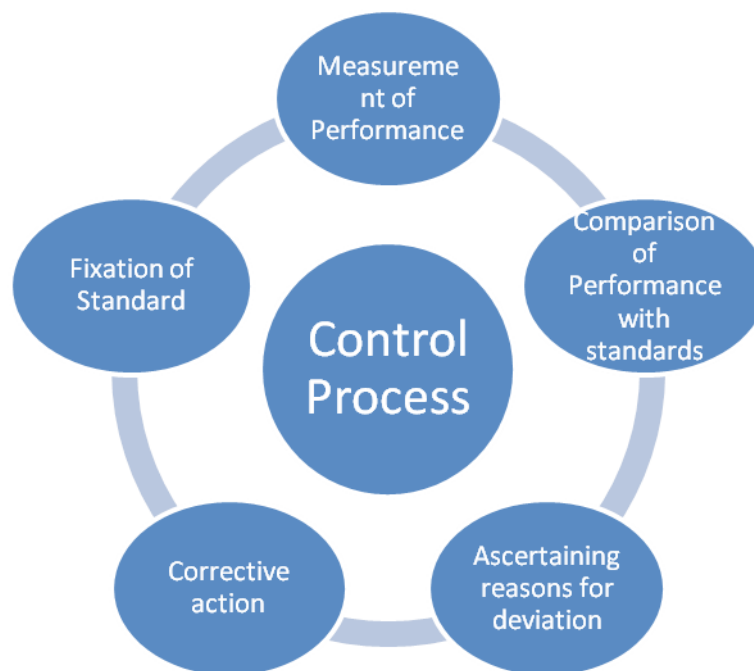 Measureme
nt of
Performance
Comparison
of
Performance
with
standards
Fixation of
Standard
Control
Process
Corrective
action
Ascertaining
reasons for
deviation